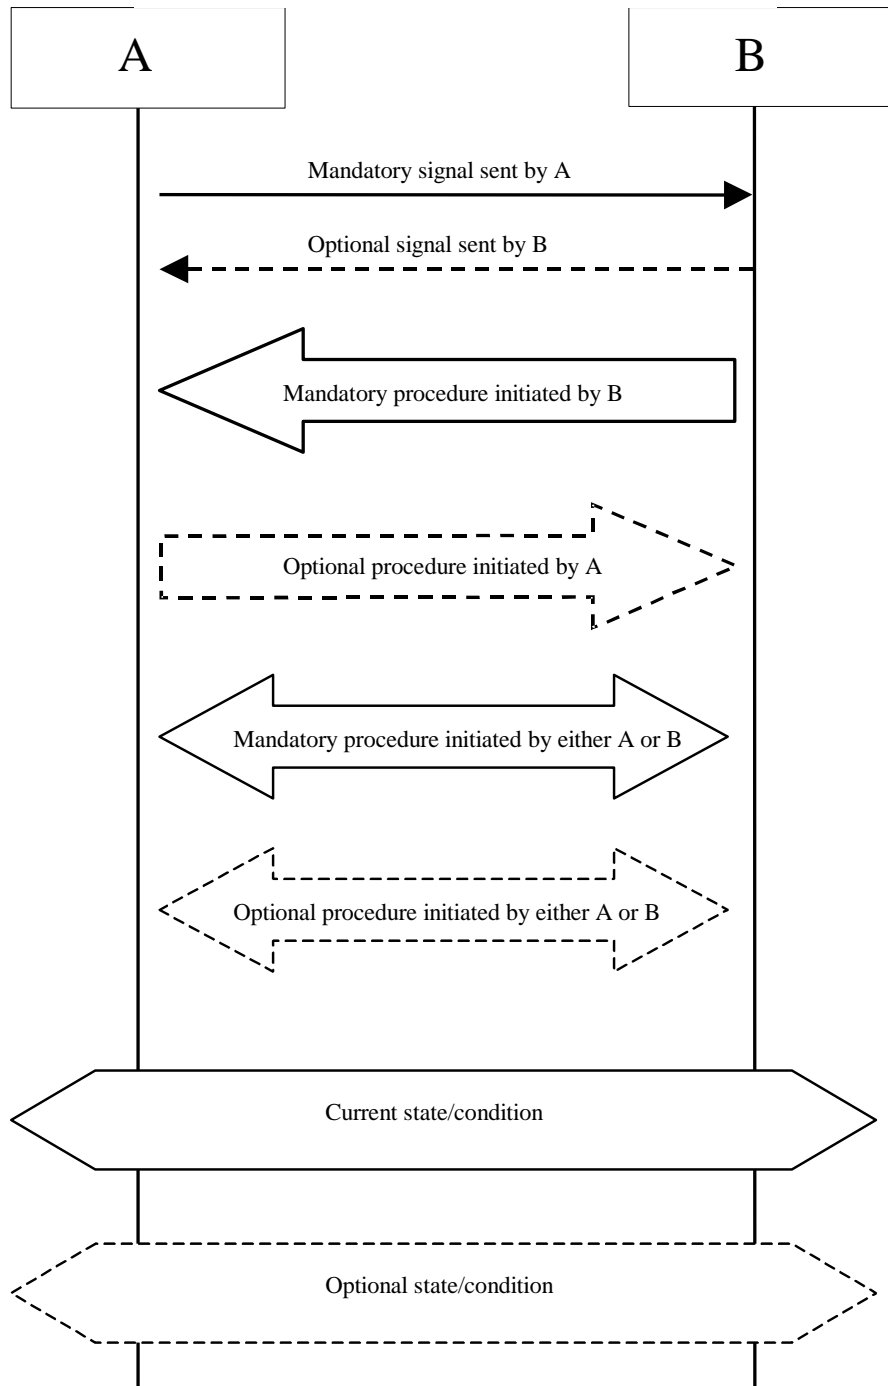 A
B
Mandatory signal sent by A
Optional signal sent by B
Mandatory procedure initiated by B
Optional procedure initiated by A
Mandatory procedure initiated by either A or B
Optional procedure initiated by either A or B
Current state/condition
Optional state/condition